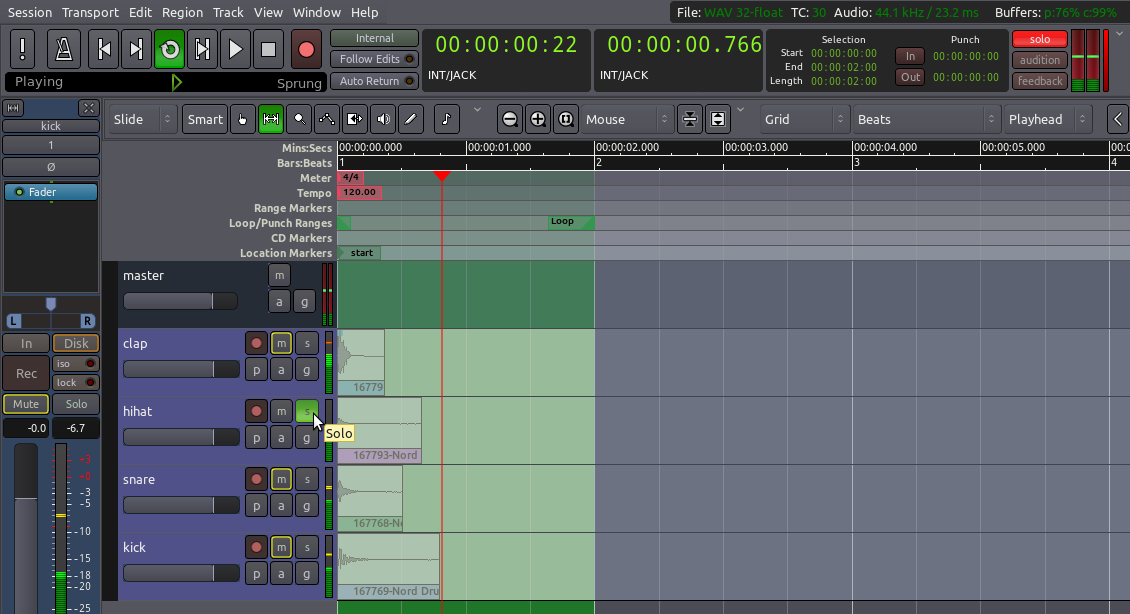 Session Transport Edit Region Track View Window Help
File: WAV 32-float TC: 30 Audio: 44.1 kHz / 23.2 ms Buffers: p:76% c:99%
Internal
Follow Edits
Auto Return
Playing
Sprung
00:00:00:22
INT/JACK
00:00:00.766
INT/JACK
Selection
Start 00:00:00:00
End 00:00:02:00
Length 00:00:02:00
Punch
In 00:00:00:00
Out 00:00:00:00
solo
audition
feedback
kick
1
Ø
Fader
L R
In Disk
Rec
iso
lock
Mute Solo
-0.0 -6.7
+3
+0
-3
-5
-10
-15
-18
-20
-25
Slide Smart Mouse Grid Beats Playhead
Mins:Secs 00:00:00.000 00:00:01.000 00:00:02.000 00:00:03.000 00:00:04.000 00:00:05.000
Bars:Beats 1 2 3 4
Meter 4/4
Tempo 120.00
Range Markers
Loop/Punch Ranges Loop
CD Markers
Location Markers start
master m
a g
clap m s
p a g
16779
hihat m s
p a g
Solo
167793-Nord
snare m s
p a g
167768-N
kick m s
p a g
167769-Nord Dru